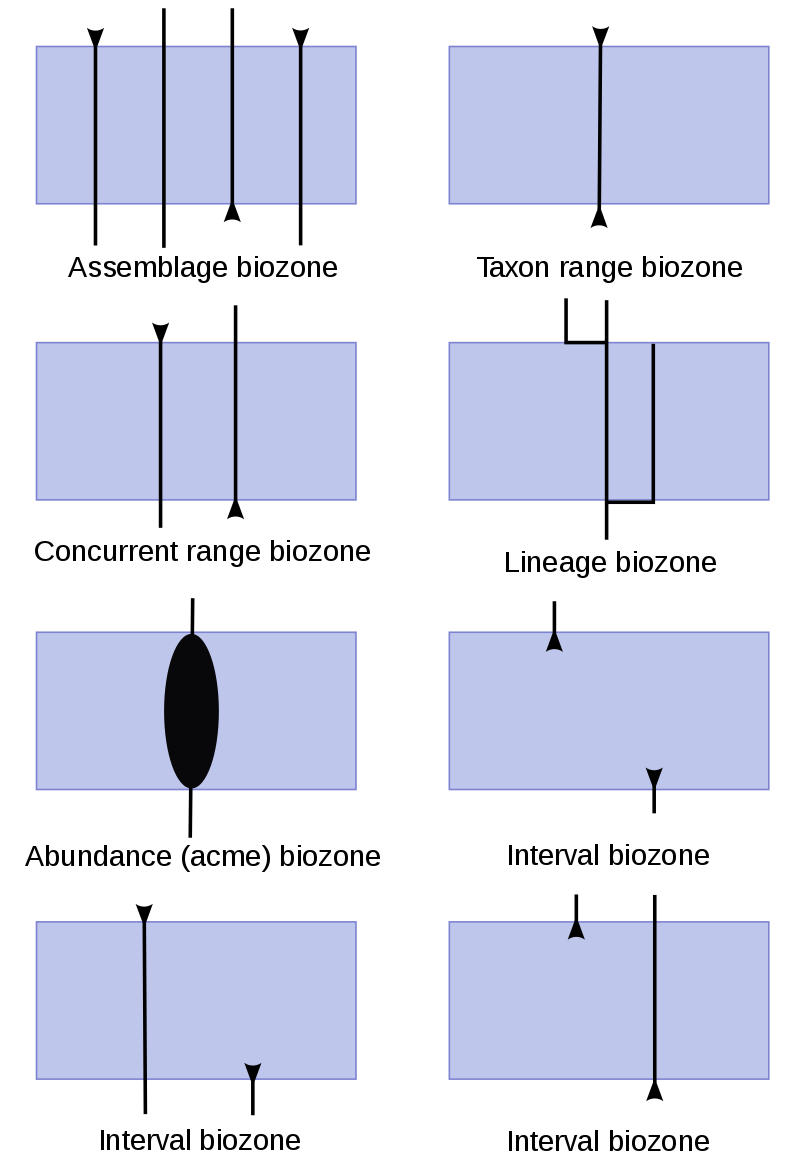 Assemblage biozone
Taxon range biozone
Concurrent range biozone
Lineage biozone
Abundance (acme) biozone
Interval biozone
Interval biozone
Interval biozone